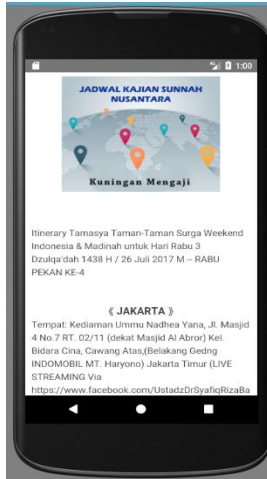 1:00
JADWAL KAJIAN SUNNAH
NUSANTARA
Kuningan Mengaji
Itinerary Tamasya Taman-Taman Surga Weekend
Indonesia & Madinah untuk Hari Rabu 3
Dzulqa'dah 1438 H / 26 Juli 2017 M – RABU
PEKAN KE-4
《 JAKARTA 》
Tempat: Kediaman Ummu Nadhea Yana, Jl. Masjid
4 No.7 RT. 02/11 (dekat Masjid Al Abror) Kel.
Bidara Cina, Cawang Atas,(Belakang Gedng
INDOMOBIL MT. Haryono) Jakarta Timur (LIVE
STREAMING Via
https://www.facebook.com/UstadzDrSyafiqRizaBa